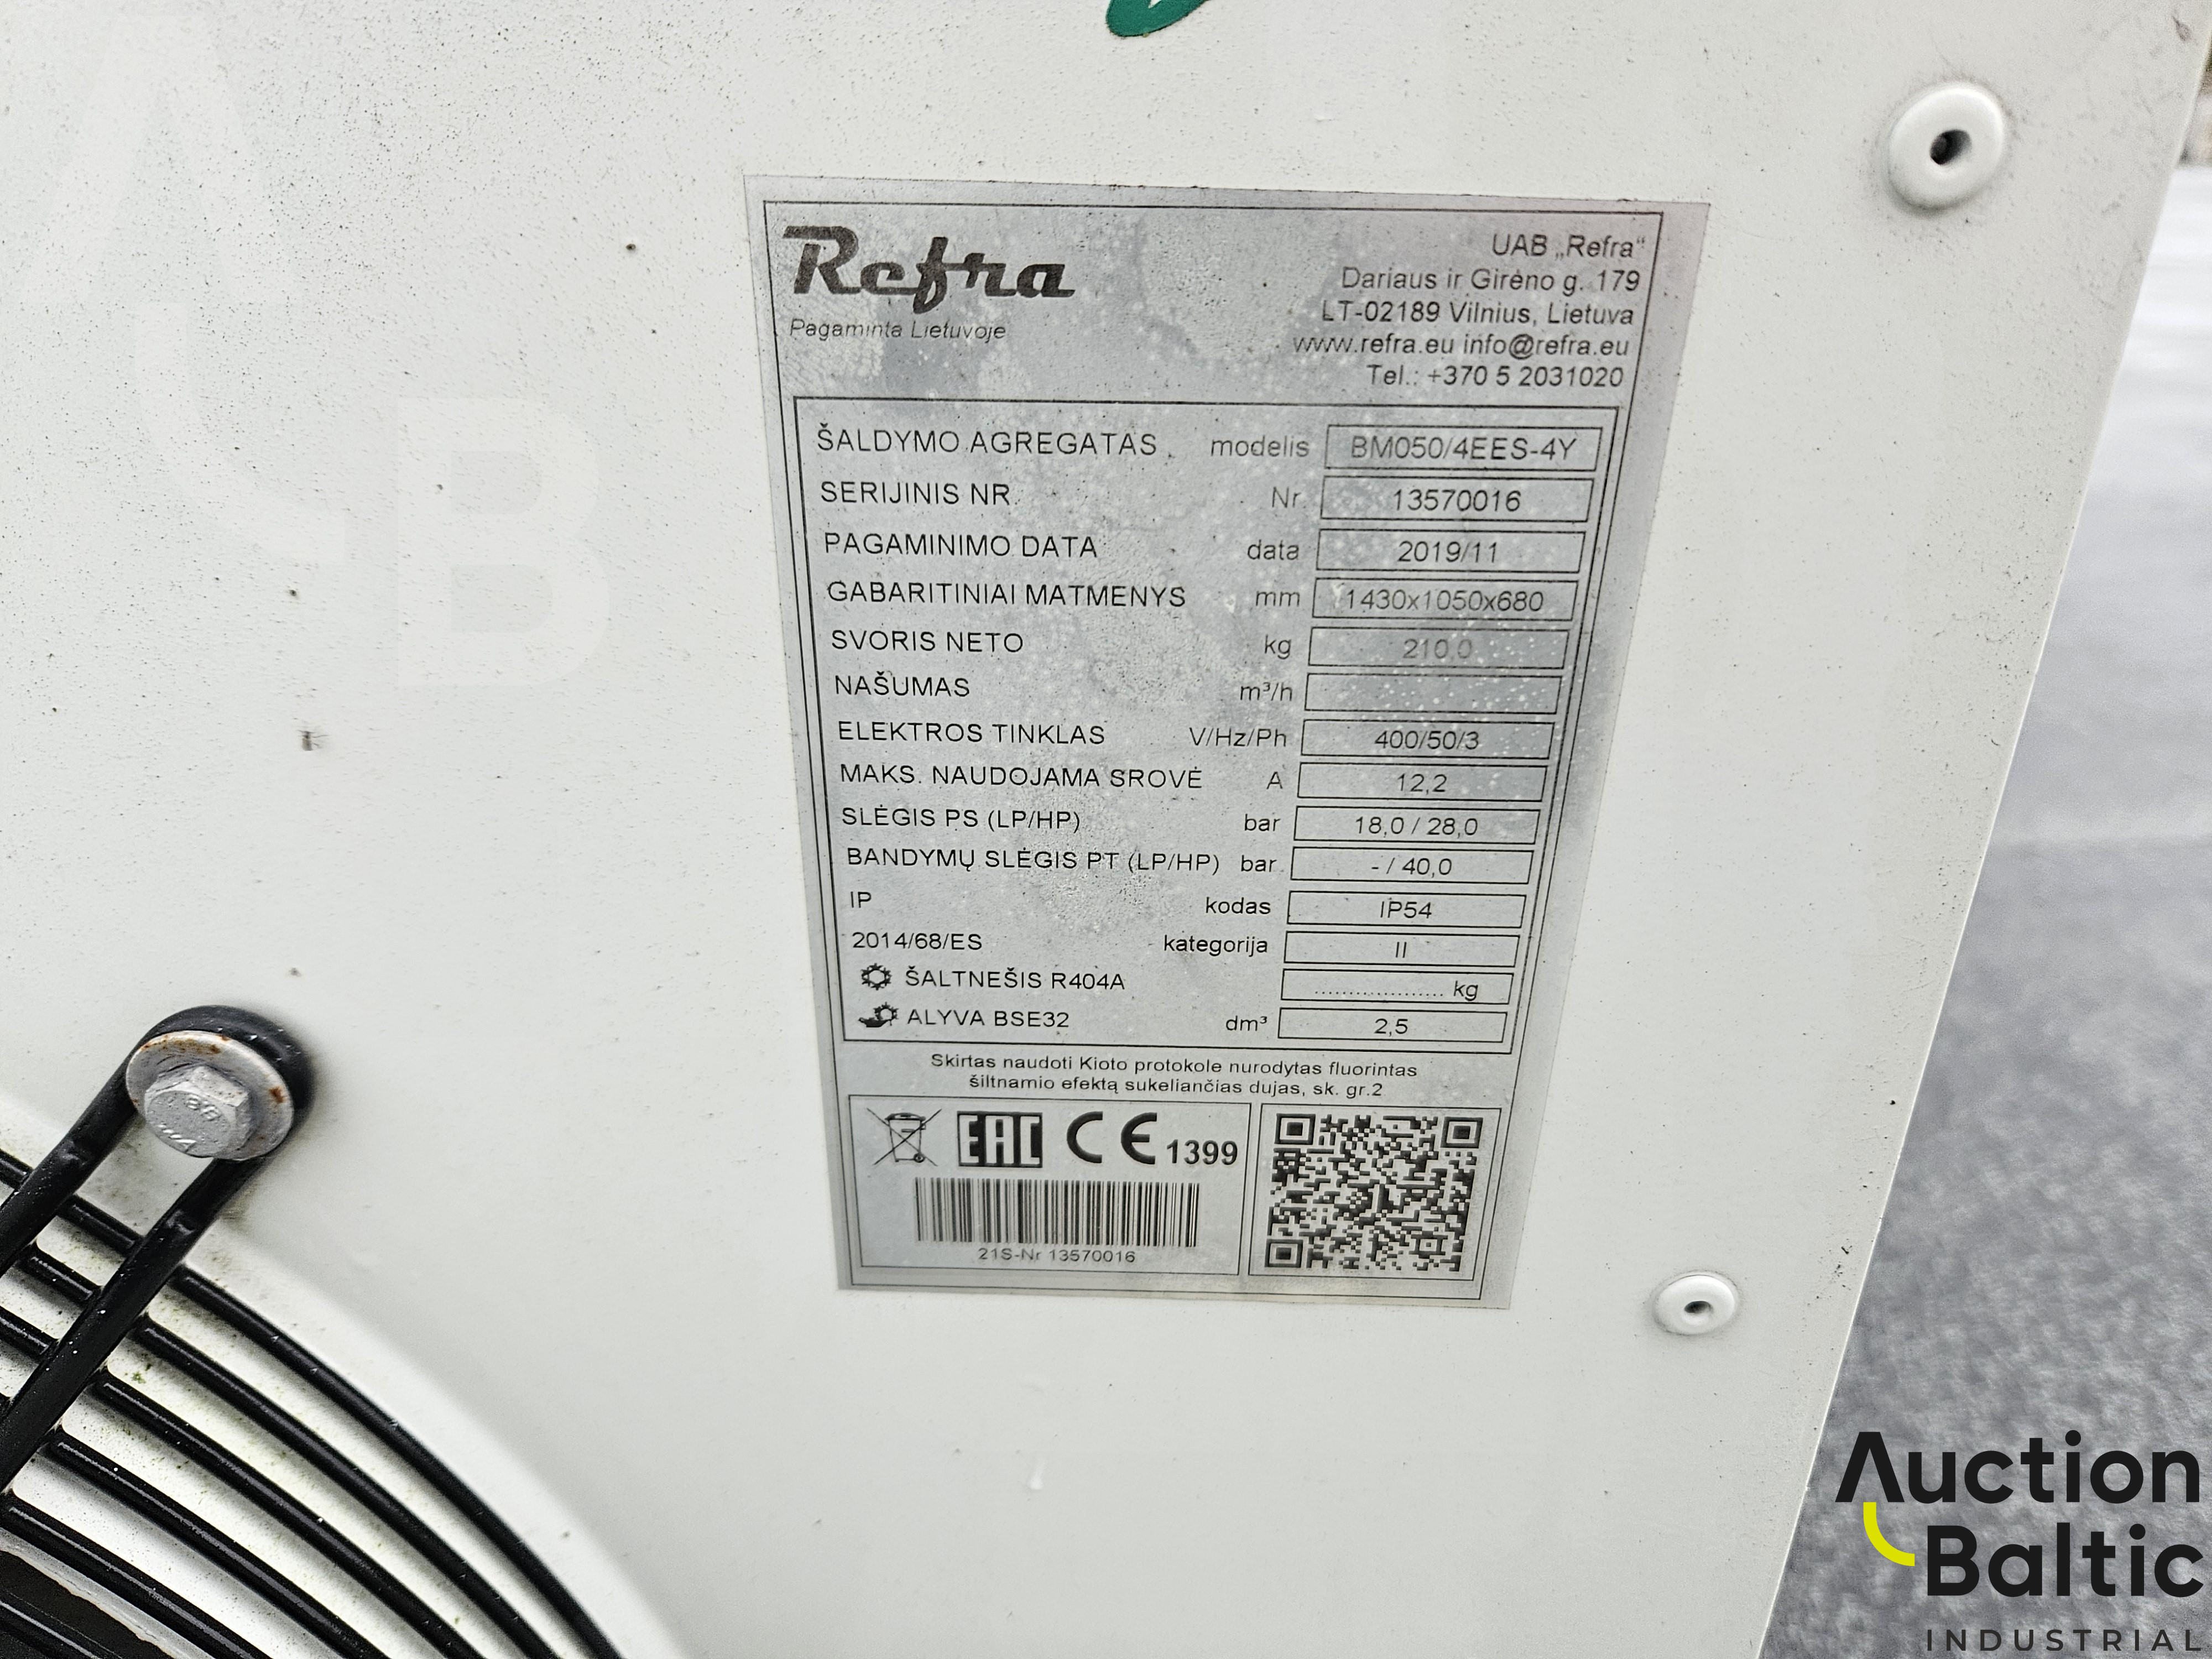 Refra
Pagaminta Lietuvoje
UAB „Refra“
Dariaus ir Girėno g. 179
LT-02189 Vilnius, Lietuva
www.refra.eu info@refra.eu
Tel.: +370 5 2031020
ŠALDYMO AGREGATAS modelis BM050/4EES-4Y
SERIJINIS NR. Nr. 13570016
PAGAMINIMO DATA data 2019/11
GABARITINIAI MATMENYS mm 1430x1050x680
SVORIS NETO kg 210,0
NAŠUMAS m³/h
ELEKTROS TINKLAS V/Hz/Ph 400/50/3
MAKS. NAUDOJAMA SROVĖ A 12,2
SLĖGIS PS (LP/HP) bar 18,0 / 28,0
BANDYMŲ SLĖGIS PT (LP/HP) bar - / 40,0
IP kodas IP54
2014/68/ES kategorija II
ŠALTNEŠIS R404A ................... kg
ALYVA BSE32 dm³ 2,5
Skirtas naudoti Kioto protokole nurodytas fluorintas
šiltnamio efektą sukeliančias dujas, sk. gr.2
EAC CE 1399
21S-Nr 13570016
8.8
B
Auction
Baltic
INDUSTRIAL